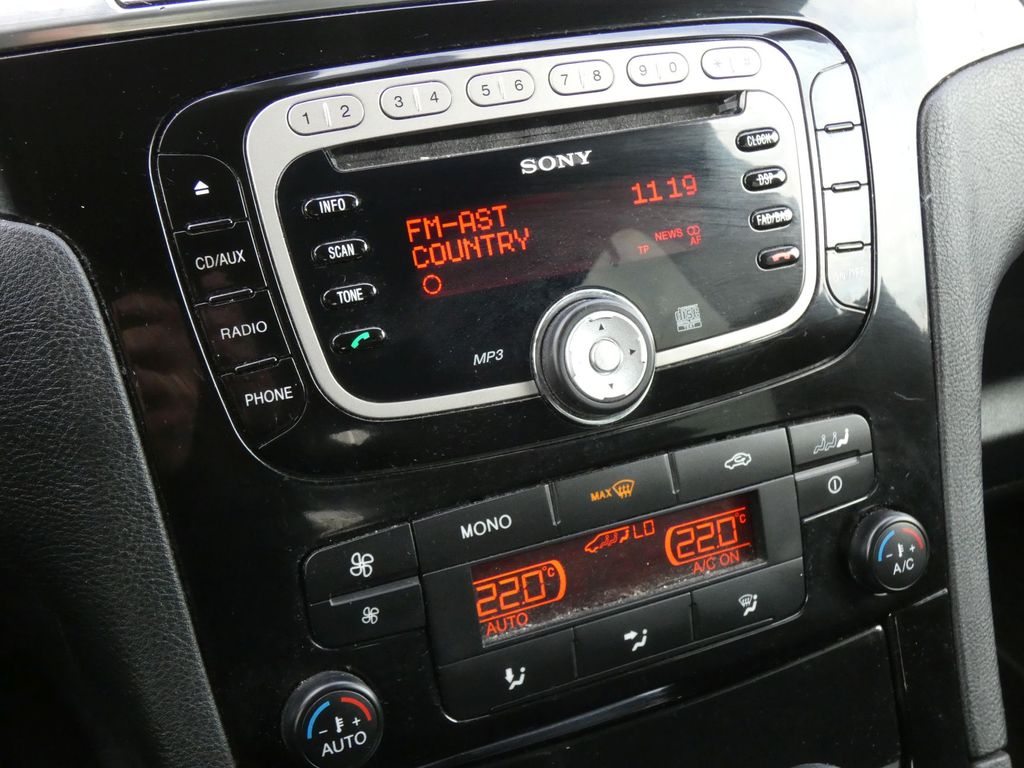 1 2 3 4 5 6 7 8 9 0 * #
SONY
CLOCK
INFO
11 19
DSP
FM-AST
CD/AUX
SCAN
COUNTRY
NEWS CD
TP AF
TONE
RADIO
MP3
PHONE
MAX
MONO
LO
22.0°C
22.0°C
A/C ON
AUTO
- +
A/C
- +
AUTO